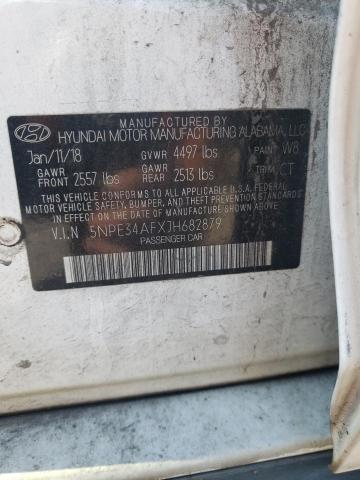 MANUFACTURED BY
HYUNDAI MOTOR MANUFACTURING ALABAMA, LLC
Jan/11/18 GVWR 4497 lbs PAINT W8
GAWR FRONT 2557 lbs GAWR REAR 2513 lbs TRIM CT
THIS VEHICLE CONFORMS TO ALL APPLICABLE U.S.A. FEDERAL
MOTOR VEHICLE SAFETY, BUMPER, AND THEFT PREVENTION
STANDARDS IN EFFECT ON THE DATE OF MANUFACTURE SHOWN ABOVE.
V.I.N 5NPE34AFXJH682879
PASSENGER CAR